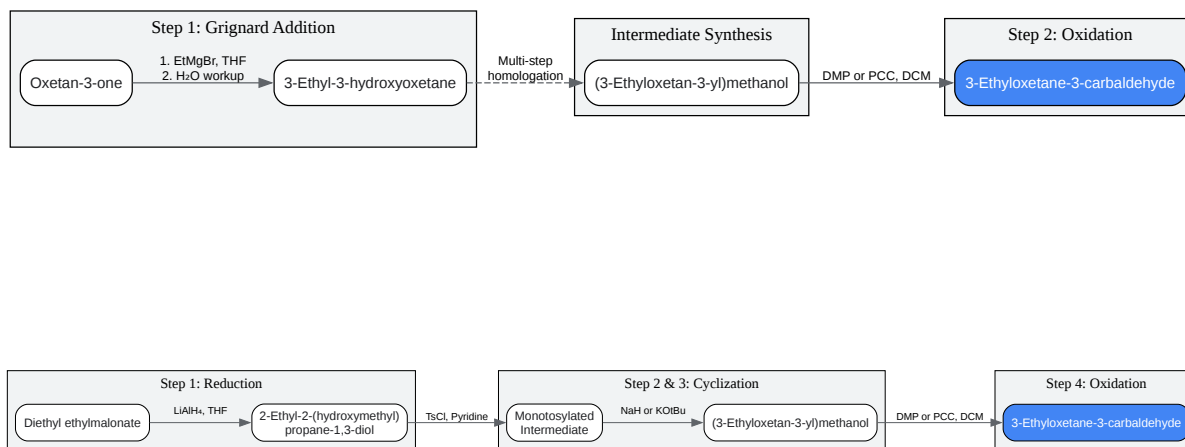 Step 1: Grignard Addition
Oxetan-3-one
1. EtMgBr, THF
2. H₂O workup
3-Ethyl-3-hydroxyoxetane
Multi-step
homologation
Intermediate Synthesis
(3-Ethyloxetan-3-yl)methanol
DMP or PCC, DCM
Step 2: Oxidation
3-Ethyloxetane-3-carbaldehyde
Step 1: Reduction
Diethyl ethylmalonate
LiAlH₄, THF
2-Ethyl-2-(hydroxymethyl)
propane-1,3-diol
TsCl, Pyridine
Step 2 & 3: Cyclization
Monotosylated
Intermediate
NaH or KOtBu
(3-Ethyloxetan-3-yl)methanol
DMP or PCC, DCM
Step 4: Oxidation
3-Ethyloxetane-3-carbaldehyde